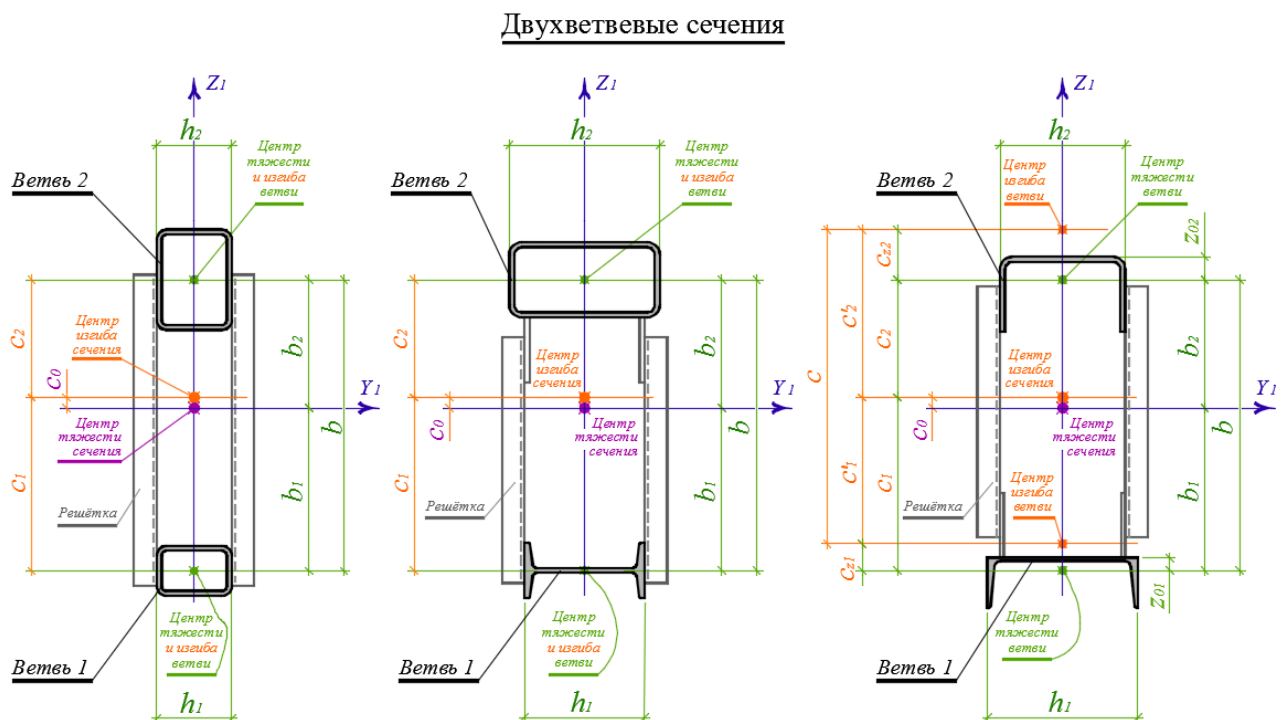 Двухветвевые сечения
Z1
h2
Ветвь 2
Центр
тяжести
и изгиба
ветви
c2
Центр
изгиба
сечения
c0
b2
Y1
b
Центр
тяжести
сечения
c1
b1
Решётка
Центр
тяжести
и изгиба
ветви
Ветвь 1
h1
Z1
h2
Ветвь 2
Центр
тяжести
и изгиба
ветви
c2
Центр
изгиба
сечения
b2
Y1
c0
Центр
тяжести
сечения
b
c1
b1
Решётка
Центр
тяжести
и изгиба
ветви
Ветвь 1
h1
Z1
h2
Центр
изгиба
ветви
Центр
тяжести
ветви
Ветвь 2
z02
cz2
c'2
c2
c
Центр
изгиба
сечения
b2
Y1
c0
Центр
тяжести
сечения
b
c'1
c1
b1
Решётка
Центр
изгиба
ветви
cz1
z01
Центр
тяжести
ветви
Ветвь 1
h1